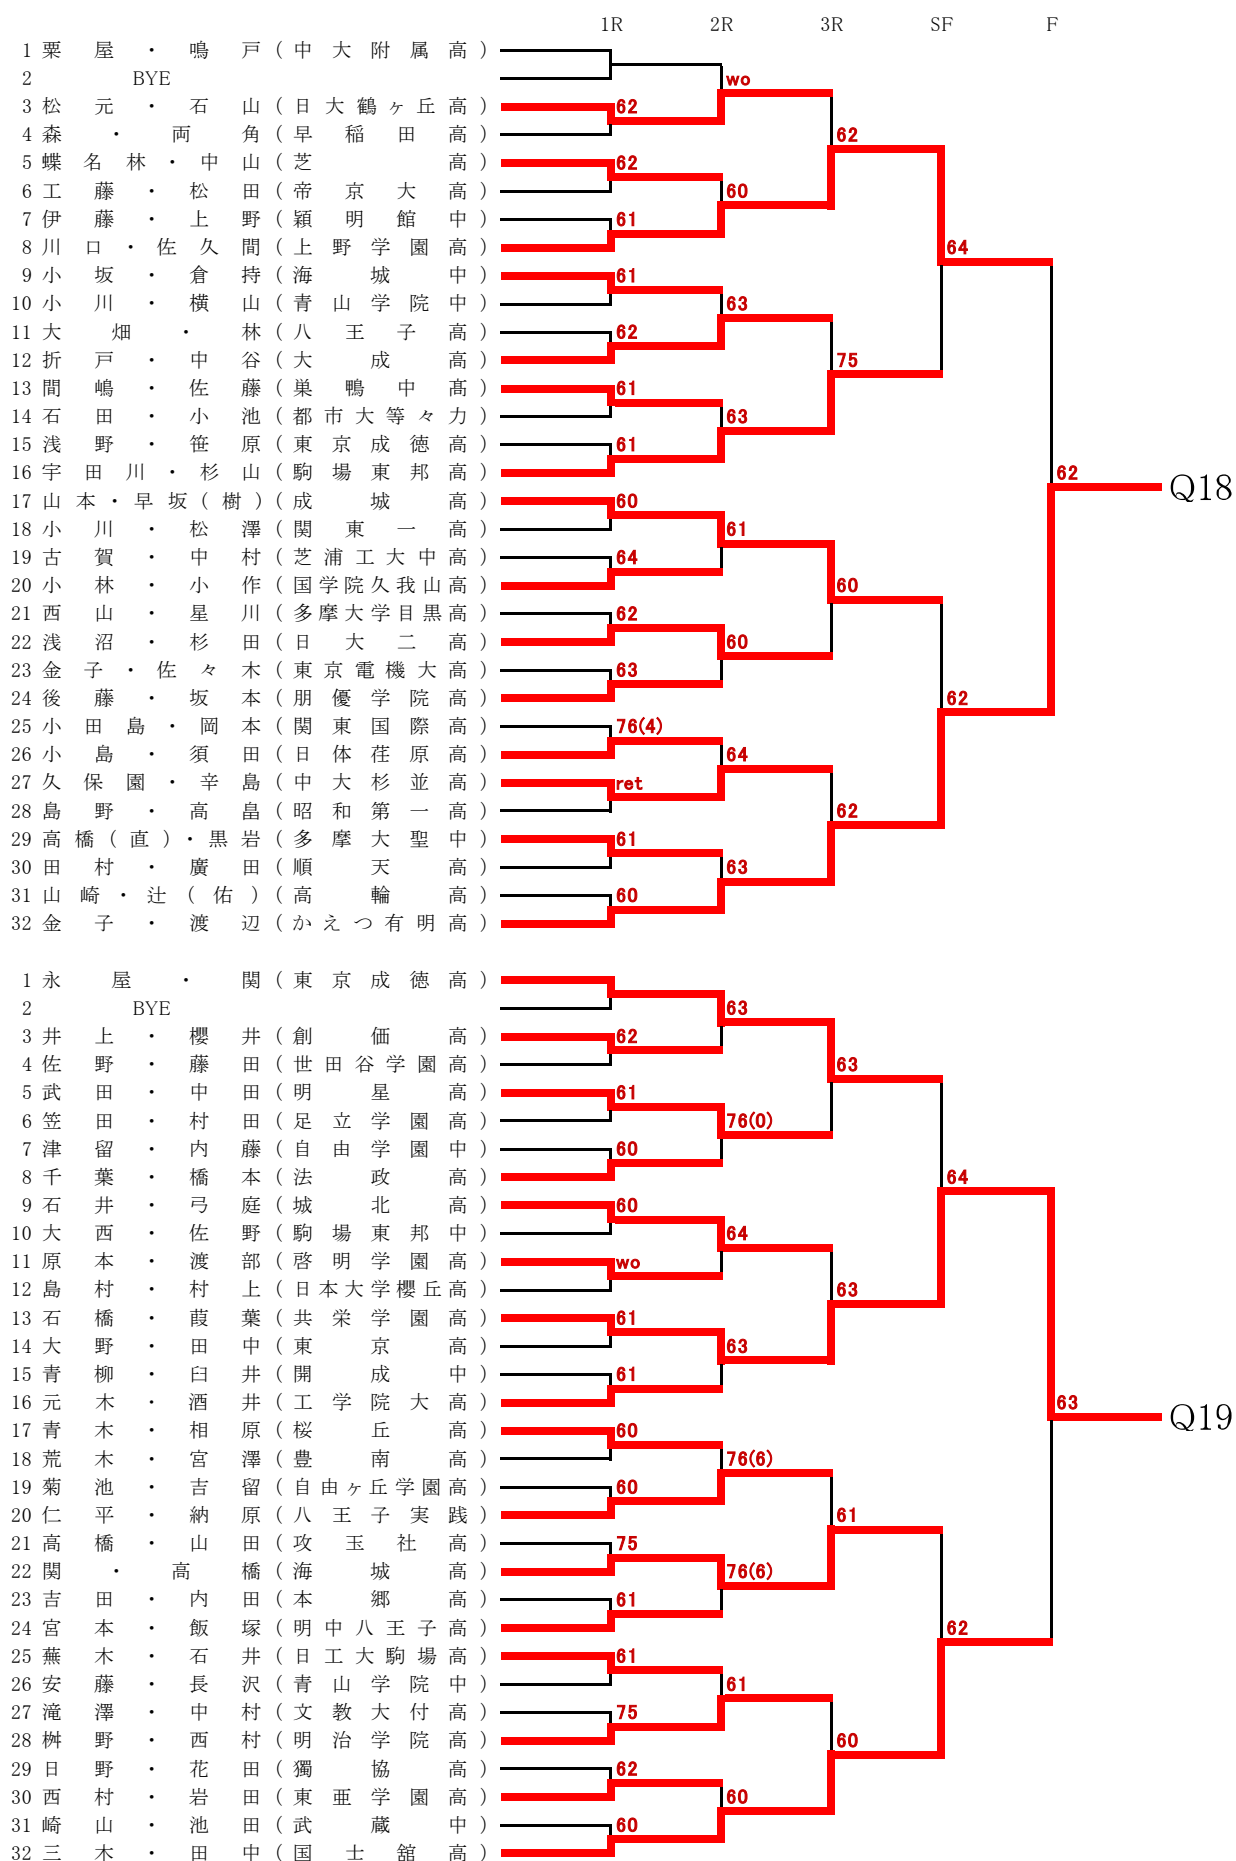 1R 2R 3R SF F
1 粟屋・鳴戸(中大附属高)
2 BYE wo
3 松元・石山(日大鶴ヶ丘高) 62
4 森・両角(早稲田高) 62
5 蝶名林・中山(芝高) 62
6 工藤・松田(帝京大高) 60
7 伊藤・上野(穎明館中) 61
8 川口・佐久間(上野学園高) 64
9 小坂・倉持(海城中) 61
10 小川・横山(青山学院中) 63
11 大畑・林(八王子高) 62
12 折戸・中谷(大成高) 75
13 間嶋・佐藤(巣鴨中高) 61
14 石田・小池(都市大等々力) 63
15 浅野・笹原(東京成徳高) 61
16 宇田川・杉山(駒場東邦高) 62 Q18
17 山本・早坂(樹)(成城高) 60
18 小川・松澤(関東一高) 61
19 古賀・中村(芝浦工大中高) 64
20 小林・小作(国学院久我山高) 60
21 西山・星川(多摩大学目黒高) 62
22 浅沼・杉田(日大二高) 60
23 金子・佐々木(東京電機大高) 63
24 後藤・坂本(朋優学院高) 62
25 小田島・岡本(関東国際高) 76(4)
26 小島・須田(日体荏原高) 64
27 久保園・辛島(中大杉並高) ret
28 島野・高畠(昭和第一高) 62
29 高橋(直)・黒岩(多摩大聖中) 61
30 田村・廣田(順天高) 63
31 山崎・辻(佑)(高輪高) 60
32 金子・渡辺(かえつ有明高)
1 永屋・関(東京成徳高)
2 BYE 63
3 井上・櫻井(創価高) 62
4 佐野・藤田(世田谷学園高) 63
5 武田・中田(明星高) 61
6 笠田・村田(足立学園高) 76(0)
7 津留・内藤(自由学園中) 60
8 千葉・橋本(法政高) 64
9 石井・弓庭(城北高) 60
10 大西・佐野(駒場東邦中) 64
11 原本・渡部(啓明学園高) wo
12 島村・村上(日本大学櫻丘高) 63
13 石橋・葭葉(共栄学園高) 61
14 大野・田中(東京高) 63
15 青柳・臼井(開成中) 61
16 元木・酒井(工学院大高) 63 Q19
17 青木・相原(桜丘高) 60
18 荒木・宮澤(豊南高) 76(6)
19 菊池・吉留(自由ヶ丘学園高) 60
20 仁平・納原(八王子実践) 61
21 高橋・山田(攻玉社高) 75
22 関・高橋(海城高) 76(6)
23 吉田・内田(本郷高) 61
24 宮本・飯塚(明中八王子高) 62
25 蕪木・石井(日工大駒場高) 61
26 安藤・長沢(青山学院中) 61
27 滝澤・中村(文教大付高) 75
28 桝野・西村(明治学院高) 60
29 日野・花田(獨協高) 62
30 西村・岩田(東亜学園高) 60
31 崎山・池田(武蔵中) 60
32 三木・田中(国士舘高)